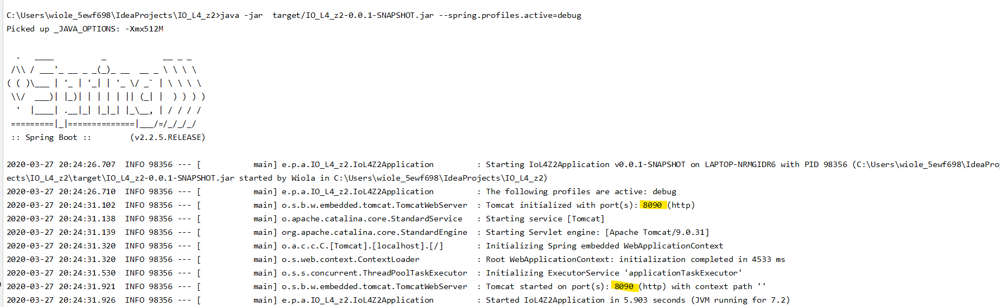 C:\Users\wiole_5ewf698\IdeaProjects\IO_L4_z2>java -jar  target/IO_L4_z2-0.0.1-SNAPSHOT.jar --spring.profiles.active=debug
Picked up _JAVA_OPTIONS: -Xmx512M

  .   ____          _            __ _ _
 /\\ / ___'_ __ _ _(_)_ __  __ _ \ \ \ \
( ( )\___ | '_ | '_| | '_ \/ _` | \ \ \ \
 \\/  ___)| |_)| | | | | || (_| |  ) ) ) )
  '  |____| .__|_| |_|_| |_\__, | / / / /
 =========|_|==============|___/=/_/_/_/
 :: Spring Boot ::        (v2.2.5.RELEASE)

2020-03-27 20:24:26.707  INFO 98356 --- [           main] e.p.a.IO_L4_z2.IoL4Z2Application         : Starting IoL4Z2Application v0.0.1-SNAPSHOT on LAPTOP-NRMGIDR6 with PID 98356 (C:\Users\wiole_5ewf698\IdeaProj
ects\IO_L4_z2\target\IO_L4_z2-0.0.1-SNAPSHOT.jar started by Wiola in C:\Users\wiole_5ewf698\IdeaProjects\IO_L4_z2)
2020-03-27 20:24:26.710  INFO 98356 --- [           main] e.p.a.IO_L4_z2.IoL4Z2Application         : The following profiles are active: debug
2020-03-27 20:24:31.102  INFO 98356 --- [           main] o.s.b.w.embedded.tomcat.TomcatWebServer  : Tomcat initialized with port(s): 8090 (http)
2020-03-27 20:24:31.138  INFO 98356 --- [           main] o.apache.catalina.core.StandardService   : Starting service [Tomcat]
2020-03-27 20:24:31.139  INFO 98356 --- [           main] org.apache.catalina.core.StandardEngine  : Starting Servlet engine: [Apache Tomcat/9.0.31]
2020-03-27 20:24:31.320  INFO 98356 --- [           main] o.a.c.c.C.[Tomcat].[localhost].[/]       : Initializing Spring embedded WebApplicationContext
2020-03-27 20:24:31.320  INFO 98356 --- [           main] o.s.web.context.ContextLoader            : Root WebApplicationContext: initialization completed in 4533 ms
2020-03-27 20:24:31.530  INFO 98356 --- [           main] o.s.s.concurrent.ThreadPoolTaskExecutor  : Initializing ExecutorService 'applicationTaskExecutor'
2020-03-27 20:24:31.921  INFO 98356 --- [           main] o.s.b.w.embedded.tomcat.TomcatWebServer  : Tomcat started on port(s): 8090 (http) with context path ''
2020-03-27 20:24:31.926  INFO 98356 --- [           main] e.p.a.IO_L4_z2.IoL4Z2Application         : Started IoL4Z2Application in 5.903 seconds (JVM running for 7.2)